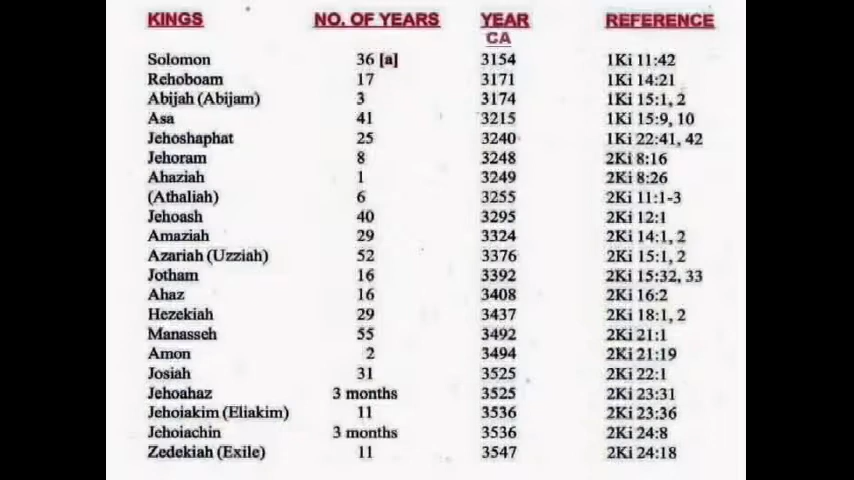 KINGS NO. OF YEARS YEAR REFERENCE
CA
Solomon 36 [a] 3154 1Ki 11:42
Rehoboam 17 3171 1Ki 14:21
Abijah (Abijam) 3 3174 1Ki 15:1, 2
Asa 41 3215 1Ki 15:9, 10
Jehoshaphat 25 3240 1Ki 22:41, 42
Jehoram 8 3248 2Ki 8:16
Ahaziah 1 3249 2Ki 8:26
(Athaliah) 6 3255 2Ki 11:1-3
Jehoash 40 3295 2Ki 12:1
Amaziah 29 3324 2Ki 14:1, 2
Azariah (Uzziah) 52 3376 2Ki 15:1, 2
Jotham 16 3392 2Ki 15:32, 33
Ahaz 16 3408 2Ki 16:2
Hezekiah 29 3437 2Ki 18:1, 2
Manasseh 55 3492 2Ki 21:1
Amon 2 3494 2Ki 21:19
Josiah 31 3525 2Ki 22:1
Jehoahaz 3 months 3525 2Ki 23:31
Jehoiakim (Eliakim) 11 3536 2Ki 23:36
Jehoiachin 3 months 3536 2Ki 24:8
Zedekiah (Exile) 11 3547 2Ki 24:18